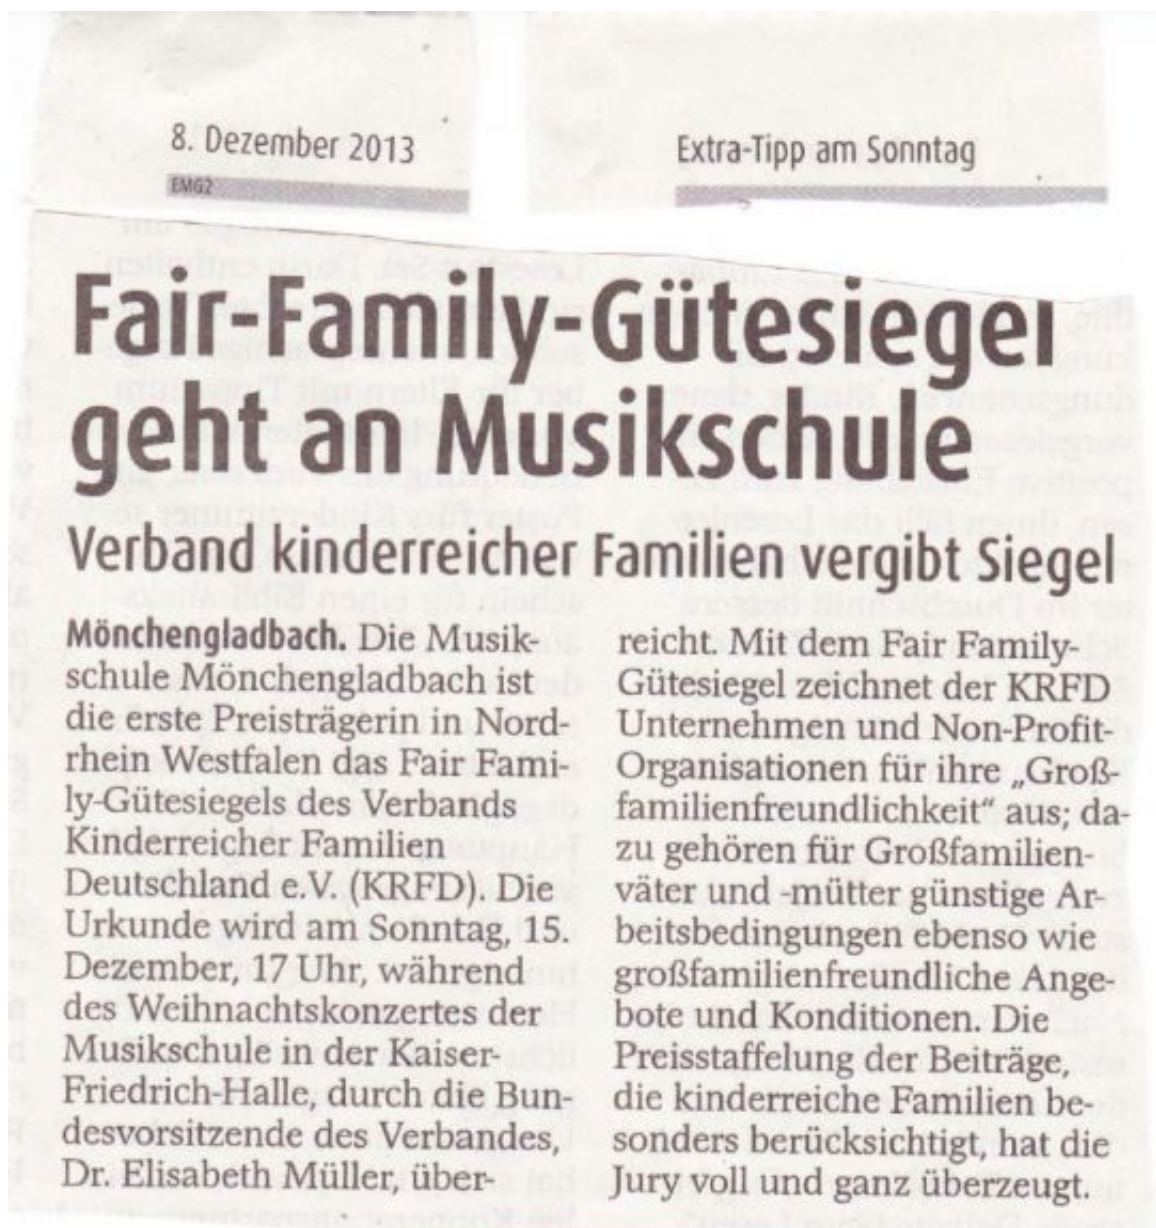 8. Dezember 2013
EMG2
Extra-Tipp am Sonntag
Fair-Family-Gütesiegel
geht an Musikschule
Verband kinderreicher Familien vergibt Siegel
Mönchengladbach. Die Musik-
schule Mönchengladbach ist
die erste Preisträgerin in Nord-
rhein Westfalen das Fair Fami-
ly-Gütesiegels des Verbands
Kinderreicher Familien
Deutschland e.V. (KRFD). Die
Urkunde wird am Sonntag, 15.
Dezember, 17 Uhr, während
des Weihnachtskonzertes der
Musikschule in der Kaiser-
Friedrich-Halle, durch die Bun-
desvorsitzende des Verbandes,
Dr. Elisabeth Müller, über-
reicht. Mit dem Fair Family-
Gütesiegel zeichnet der KRFD
Unternehmen und Non-Profit-
Organisationen für ihre „Groß-
familienfreundlichkeit“ aus; da-
zu gehören für Großfamilien-
väter und -mütter günstige Ar-
beitsbedingungen ebenso wie
großfamilienfreundliche Ange-
bote und Konditionen. Die
Preisstaffelung der Beiträge,
die kinderreiche Familien be-
sonders berücksichtigt, hat die
Jury voll und ganz überzeugt.